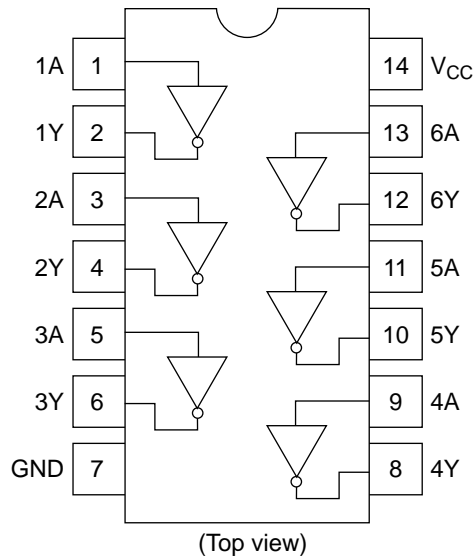 1A 1 14 VCC
1Y 2 13 6A
2A 3 12 6Y
2Y 4 11 5A
3A 5 10 5Y
3Y 6 9 4A
GND 7 8 4Y
(Top view)